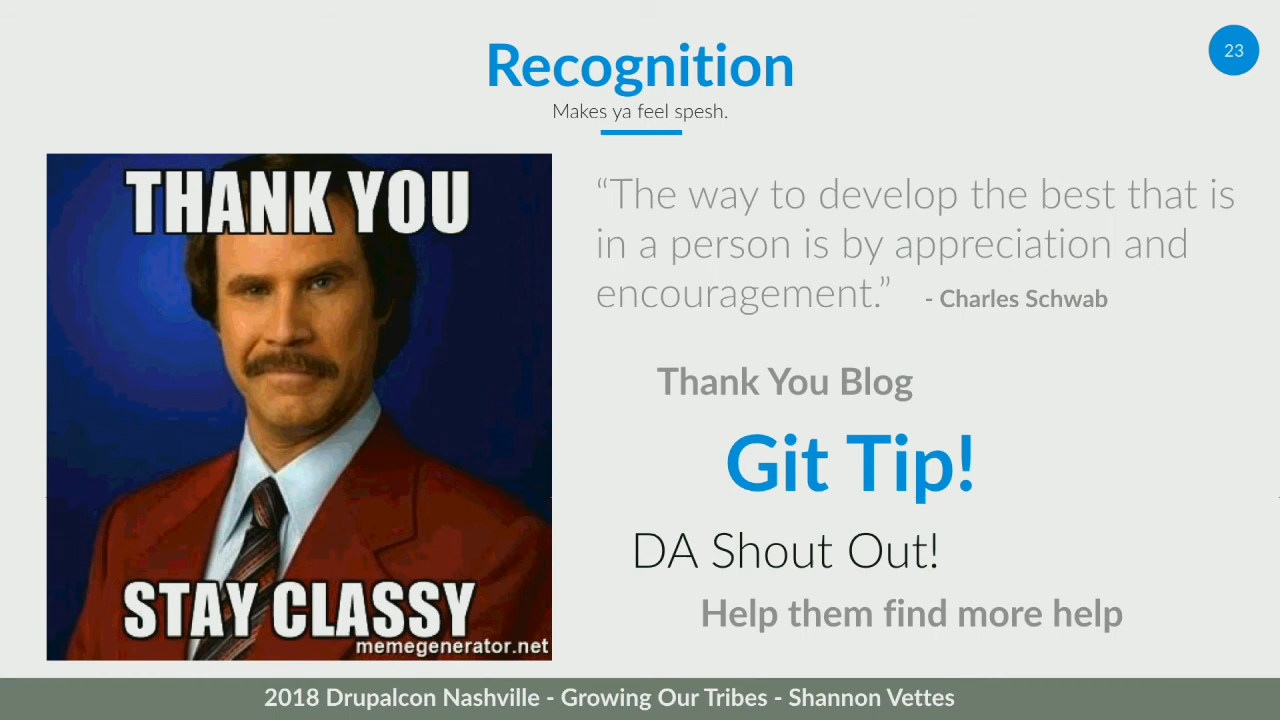 Recognition
23
Makes ya feel spesh.
THANK YOU
STAY CLASSY
memegenerator.net
“The way to develop the best that is
in a person is by appreciation and
encouragement.” - Charles Schwab
Thank You Blog
Git Tip!
DA Shout Out!
Help them find more help
2018 Drupalcon Nashville - Growing Our Tribes - Shannon Vettes